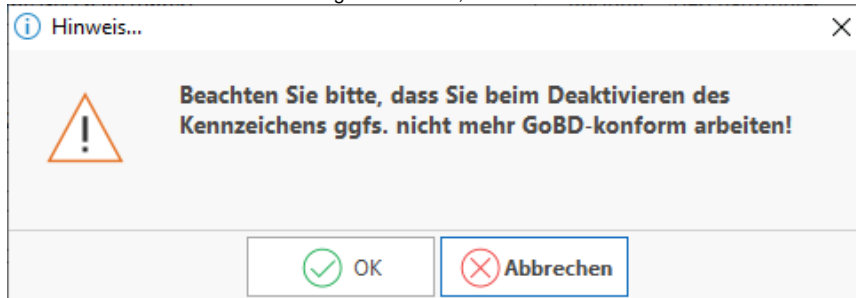 Hinweis...
Beachten Sie bitte, dass Sie beim Deaktivieren des
Kennzeichens ggfs. nicht mehr GoBD-konform arbeiten!
OK
Abbrechen